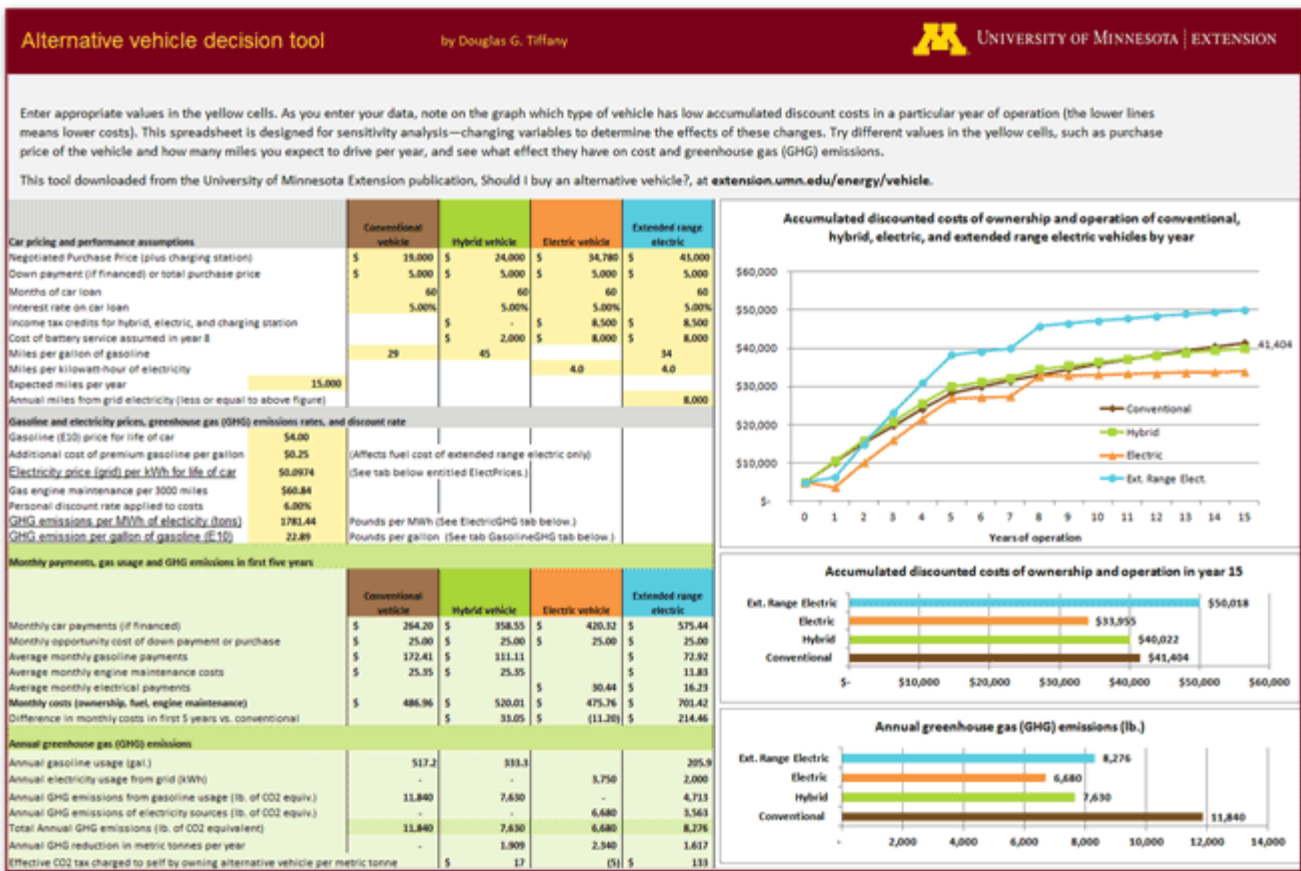 Alternative vehicle decision tool by Douglas G. Tiffany
UNIVERSITY OF MINNESOTA | EXTENSION
Enter appropriate values in the yellow cells. As you enter your data, note on the graph which type of vehicle has low accumulated discount costs in a particular year of operation (the lower lines
means lower costs). This spreadsheet is designed for sensitivity analysis—changing variables to determine the effects of these changes. Try different values in the yellow cells, such as purchase
price of the vehicle and how many miles you expect to drive per year, and see what effect they have on cost and greenhouse gas (GHG) emissions.
This tool downloaded from the University of Minnesota Extension publication, Should I buy an alternative vehicle?, at extension.umn.edu/energy/vehicle.
Car pricing and performance assumptions Conventional vehicle Hybrid vehicle Electric vehicle Extended range electric
Negotiated Purchase Price (plus charging station) $ 19,000 $ 24,000 $ 34,780 $ 43,000
Down payment (if financed) or total purchase price $ 5,000 $ 5,000 $ 5,000 $ 5,000
Months of car loan 60 60 60 60
Interest rate on car loan 5.00% 5.00% 5.00% 5.00%
Income tax credits for hybrid, electric, and charging station $ - $ 8,500 $ 8,500
Cost of battery service assumed in year 8 $ 2,000 $ 8,000 $ 8,000
Miles per gallon of gasoline 29 45 34
Miles per kilowatt-hour of electricity 4.0 4.0
Expected miles per year 15,000
Annual miles from grid electricity (less or equal to above figure) 8,000
Gasoline and electricity prices, greenhouse gas (GHG) emissions rates, and discount rate
Gasoline (E10) price for life of car $4.00
Additional cost of premium gasoline per gallon $0.25 (Affects fuel cost of extended range electric only)
Electricity price (grid) per kWh for life of car $0.0974 (See tab below entitled ElectPrices.)
Gas engine maintenance per 3000 miles $60.84
Personal discount rate applied to costs 6.00%
GHG emissions per MWh of electicity (tons) 1781.44 Pounds per MWh (See ElectricGHG tab below.)
GHG emission per gallon of gasoline (E10) 22.89 Pounds per gallon (See tab GasolineGHG tab below.)
Monthly payments, gas usage and GHG emissions in first five years
Conventional vehicle Hybrid vehicle Electric vehicle Extended range electric
Monthly car payments (if financed) $ 264.20 $ 358.55 $ 420.32 $ 575.44
Monthly opportunity cost of down payment or purchase $ 25.00 $ 25.00 $ 25.00 $ 25.00
Average monthly gasoline payments $ 172.41 $ 111.11 $ 72.92
Average monthly engine maintenance costs $ 25.35 $ 25.35 $ 11.83
Average monthly electrical payments $ 30.44 $ 16.23
Monthly costs (ownership, fuel, engine maintenance) $ 486.96 $ 520.01 $ 475.76 $ 701.42
Difference in monthly costs in first 5 years vs. conventional $ 33.05 $ (11.20) $ 214.46
Annual greenhouse gas (GHG) emissions
Annual gasoline usage (gal.) 517.2 333.3 205.9
Annual electricity usage from grid (kWh) - - 3,750 2,000
Annual GHG emissions from gasoline usage (lb. of CO2 equiv.) 11,840 7,630 - 4,713
Annual GHG emissions of electricity sources (lb. of CO2 equiv.) - - 6,680 3,563
Total Annual GHG emissions (lb. of CO2 equivalent) 11,840 7,630 6,680 8,276
Annual GHG reduction in metric tonnes per year - 1.909 2.340 1.617
Effective CO2 tax charged to self by owning alternative vehicle per metric tonne $ 17 (5) $ 133
Accumulated discounted costs of ownership and operation of conventional,
hybrid, electric, and extended range electric vehicles by year
$60,000
$50,000
$40,000
$30,000
$20,000
$10,000
$-
41,404
Conventional
Hybrid
Electric
Ext. Range Elect.
0 1 2 3 4 5 6 7 8 9 10 11 12 13 14 15
Years of operation
Accumulated discounted costs of ownership and operation in year 15
Ext. Range Electric $50,018
Electric $33,955
Hybrid $40,022
Conventional $41,404
$- $10,000 $20,000 $30,000 $40,000 $50,000 $60,000
Annual greenhouse gas (GHG) emissions (lb.)
Ext. Range Electric 8,276
Electric 6,680
Hybrid 7,630
Conventional 11,840
- 2,000 4,000 6,000 8,000 10,000 12,000 14,000